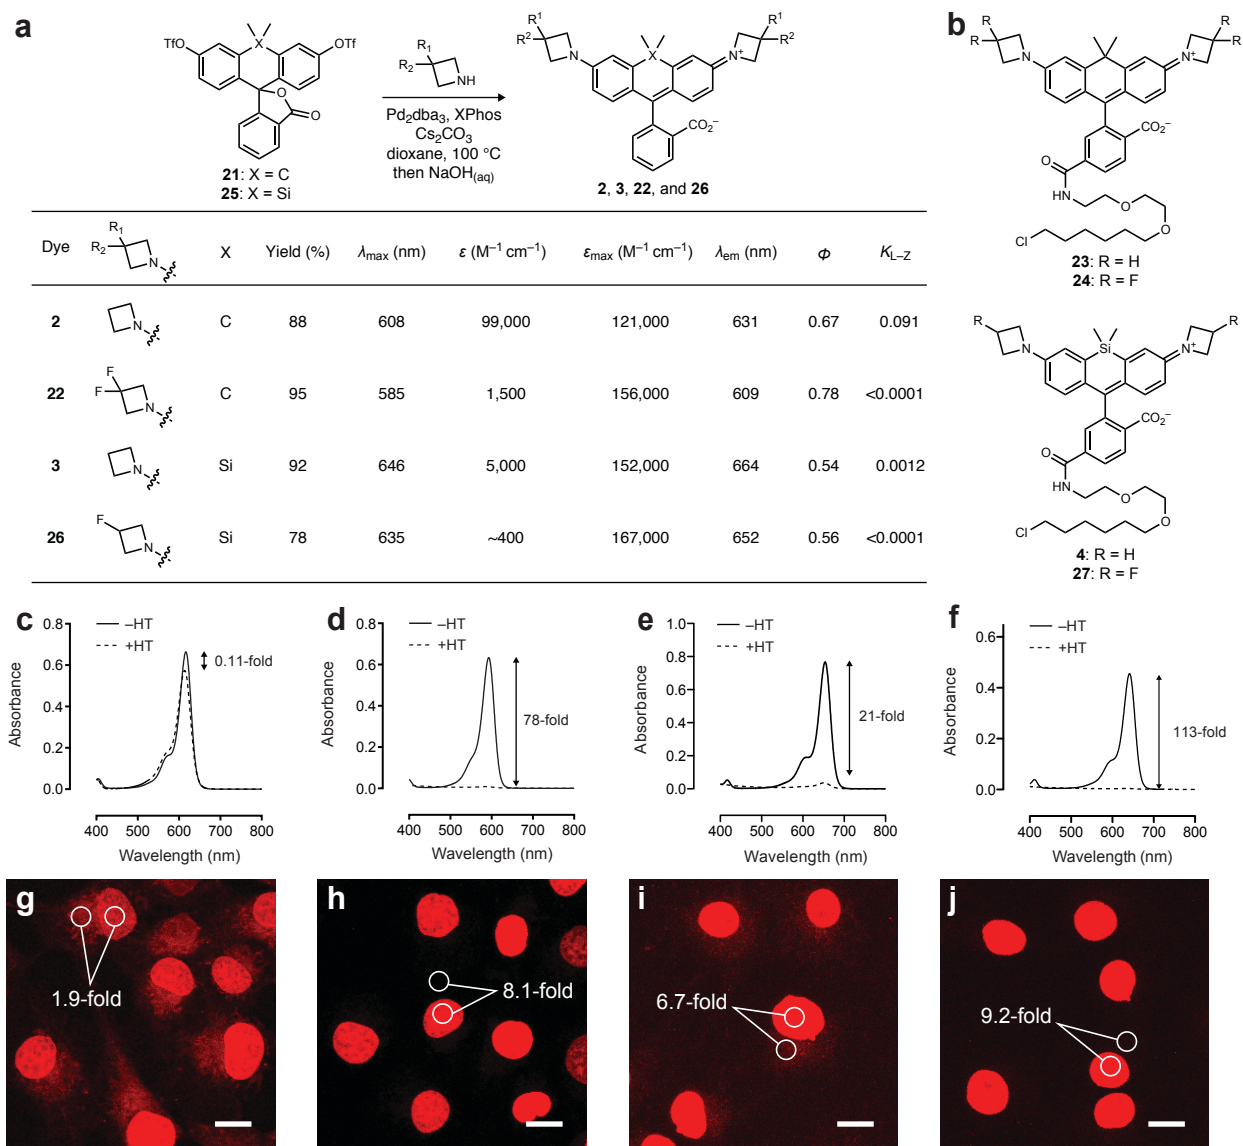 a
TfO
OTf
X
O
O
21: X = C
25: X = Si
R1
R2
NH
Pd2dba3, XPhos
Cs2CO3
dioxane, 100 °C
then NaOH(aq)
R1
R2
N
X
N+
R1
R2
CO2−
2, 3, 22, and 26
Dye
R1
R2
N
X
Yield (%)
λmax (nm)
ε (M−1 cm−1)
εmax (M−1 cm−1)
λem (nm)
Φ
KL–Z
2 N C 88 608 99,000 121,000 631 0.67 0.091
22 F F N C 95 585 1,500 156,000 609 0.78 <0.0001
3 N Si 92 646 5,000 152,000 664 0.54 0.0012
26 F N Si 78 635 ~400 167,000 652 0.56 <0.0001
b
R
R
N
N+
R
R
CO2−
O
HN
O
O
Cl
23: R = H
24: R = F
R
N
Si
N+
R
CO2−
O
HN
O
O
Cl
4: R = H
27: R = F
c
–HT
+HT
0.11-fold
Absorbance
0.8
0.6
0.4
0.2
0.0
400 500 600 700 800
Wavelength (nm)
d
–HT
+HT
78-fold
Absorbance
0.8
0.6
0.4
0.2
0.0
400 500 600 700 800
Wavelength (nm)
e
–HT
+HT
21-fold
Absorbance
1.0
0.8
0.6
0.4
0.2
0.0
400 500 600 700 800
Wavelength (nm)
f
–HT
+HT
113-fold
Absorbance
0.6
0.4
0.2
0.0
400 500 600 700 800
Wavelength (nm)
g
1.9-fold
h
8.1-fold
i
6.7-fold
j
9.2-fold